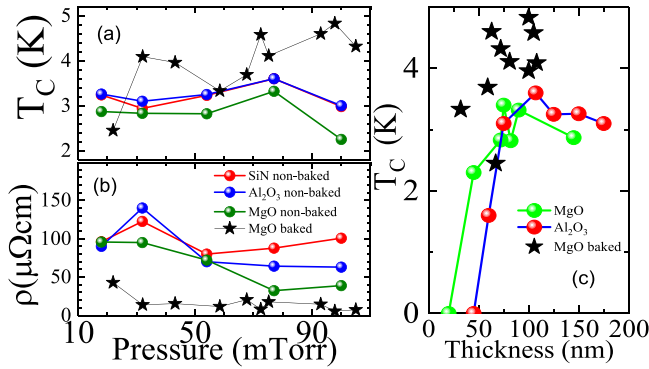 (a)
T_C (K)
5
4
3
2
(b)
SiN non-baked
Al₂O₃ non-baked
MgO non-baked
MgO baked
ρ(μΩcm)
150
100
50
0
10 50 90
Pressure (mTorr)
T_C (K)
4
2
0
MgO
Al₂O₃
MgO baked
(c)
0 50 100 150 200
Thickness (nm)